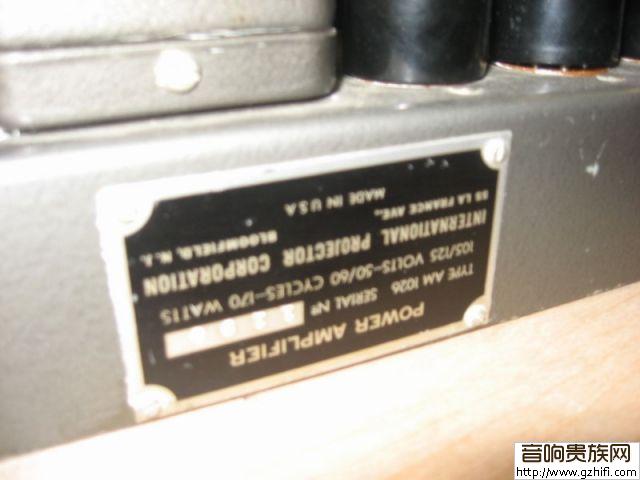 POWER AMPLIFIER
TYPE AM 1026 SERIAL Nº
105/125 VOLTS-50/60 CYCLES-170 WATTS
INTERNATIONAL PROJECTOR CORPORATION
55 LA FRANCE AVE., BLOOMFIELD, N. J.
MADE IN U.S.A
音响贵族网
http://www.gzhifi.com